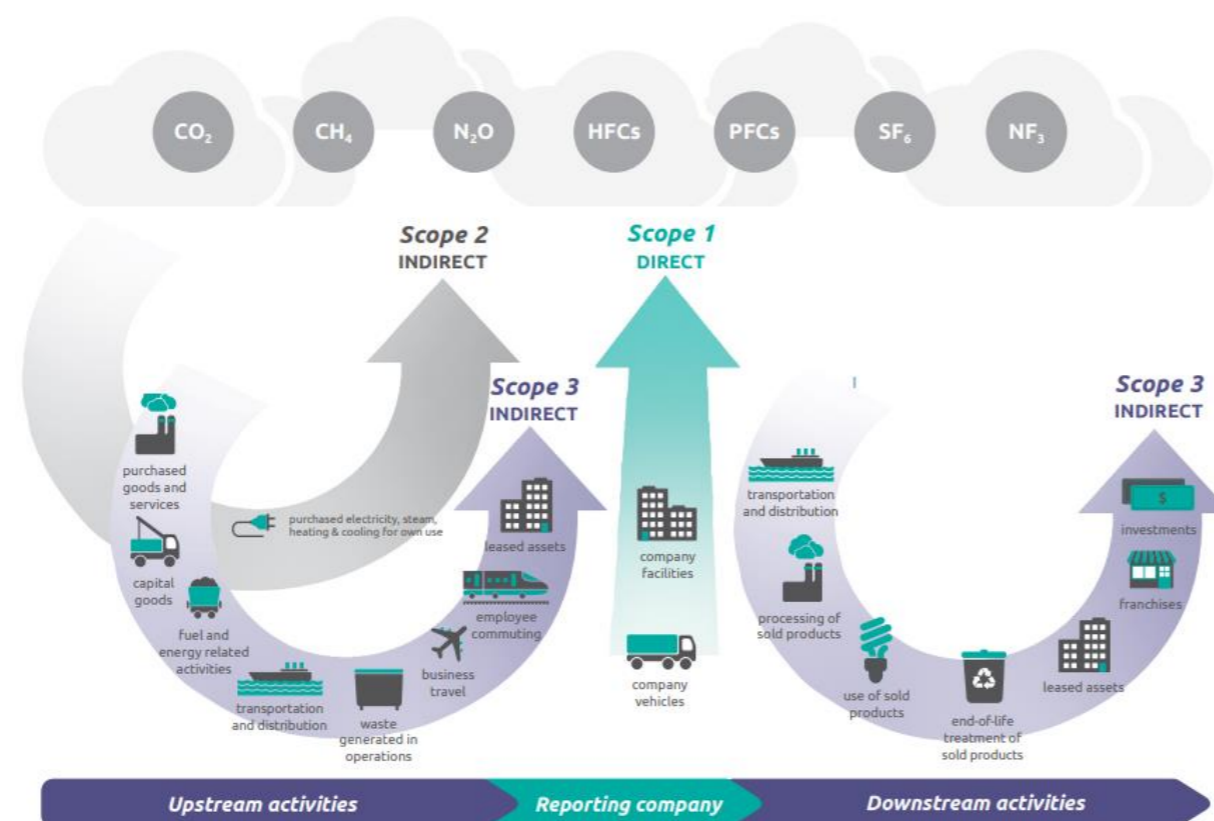 CO₂ CH₄ N₂O HFCs PFCs SF₆ NF₃
Scope 2
INDIRECT
Scope 1
DIRECT
Scope 3
INDIRECT
Scope 3
INDIRECT
purchased
goods and
services
capital
goods
fuel and
energy related
activities
transportation
and distribution
waste
generated in
operations
business
travel
employee
commuting
leased assets
purchased electricity, steam,
heating & cooling for own use
company
facilities
company
vehicles
transportation
and distribution
processing of
sold products
use of sold
products
end-of-life
treatment of
sold products
leased assets
franchises
$
investments
Upstream activities
Reporting company
Downstream activities